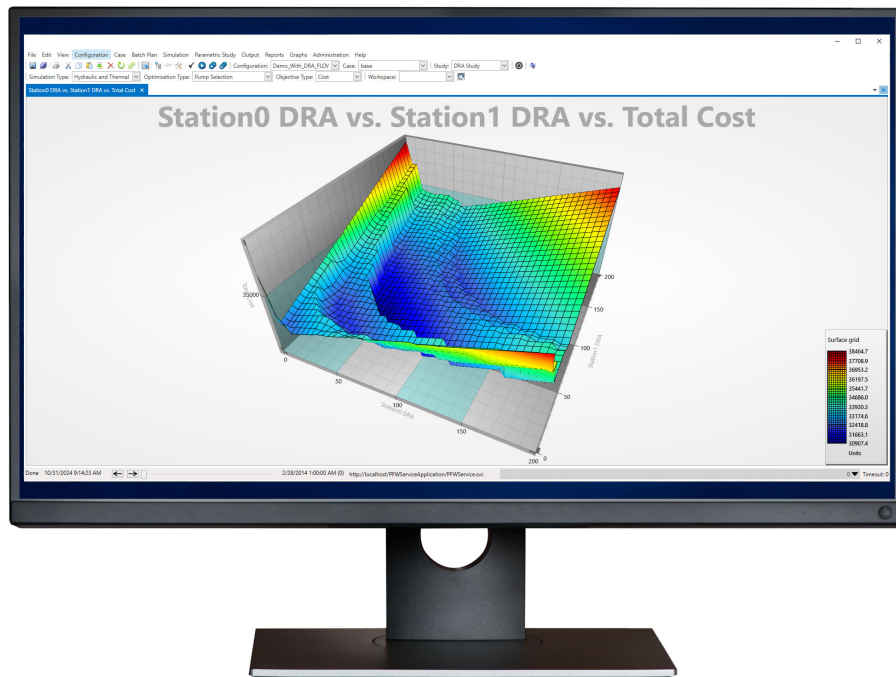 File Edit View Configuration Case Batch Plan Simulation Parametric Study Output Reports Graphs Administration Help
Configuration: Demo_With_DRA_FLOV Case: base Study: DRA Study
Simulation Type: Hydraulic and Thermal Optimization Type: Pump Selection Objective Type: Cost Workspace:
Station0 DRA vs. Station1 DRA vs. Total Cost ×
Station0 DRA vs. Station1 DRA vs. Total Cost
35000
Total Cost
0
50
100
150
200
Station0 DRA
0
50
100
150
200
Station1 DRA
Surface grid
38464.7
37708.9
36953.2
36197.5
35441.7
34686.0
33930.3
33174.6
32418.8
31663.1
30907.4
Units
Done 10/31/2024 9:14:23 AM 2/28/2014 1:00:00 AM (0) http://localhost/PFWServiceApplication/PFWService.svc 0 Timeout: 0